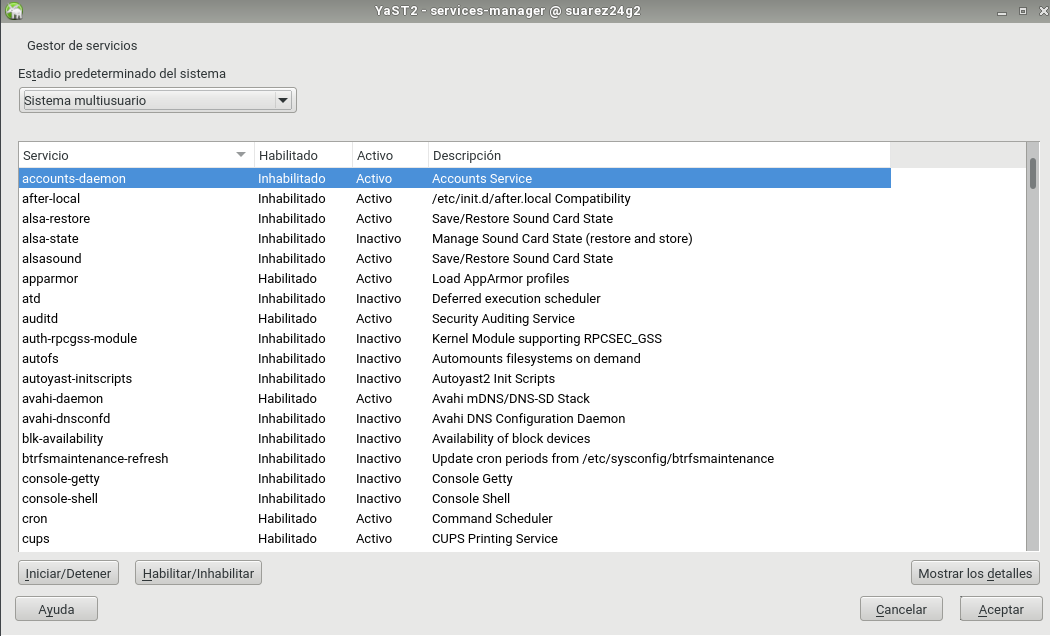 YaST2 - services-manager @ suarez24g2
Gestor de servicios
Estadio predeterminado del sistema
Sistema multiusuario
Servicio Habilitado Activo Descripción
accounts-daemon Inhabilitado Activo Accounts Service
after-local Inhabilitado Activo /etc/init.d/after.local Compatibility
alsa-restore Inhabilitado Activo Save/Restore Sound Card State
alsa-state Inhabilitado Inactivo Manage Sound Card State (restore and store)
alsasound Inhabilitado Activo Save/Restore Sound Card State
apparmor Habilitado Activo Load AppArmor profiles
atd Inhabilitado Inactivo Deferred execution scheduler
auditd Habilitado Activo Security Auditing Service
auth-rpcgss-module Inhabilitado Inactivo Kernel Module supporting RPCSEC_GSS
autofs Inhabilitado Inactivo Automounts filesystems on demand
autoyast-initscripts Inhabilitado Inactivo Autoyast2 Init Scripts
avahi-daemon Habilitado Activo Avahi mDNS/DNS-SD Stack
avahi-dnsconfd Inhabilitado Inactivo Avahi DNS Configuration Daemon
blk-availability Inhabilitado Inactivo Availability of block devices
btrfsmaintenance-refresh Inhabilitado Inactivo Update cron periods from /etc/sysconfig/btrfsmaintenance
console-getty Inhabilitado Inactivo Console Getty
console-shell Inhabilitado Inactivo Console Shell
cron Habilitado Activo Command Scheduler
cups Habilitado Activo CUPS Printing Service
Iniciar/Detener Habilitar/Inhabilitar Mostrar los detalles
Ayuda Cancelar Aceptar